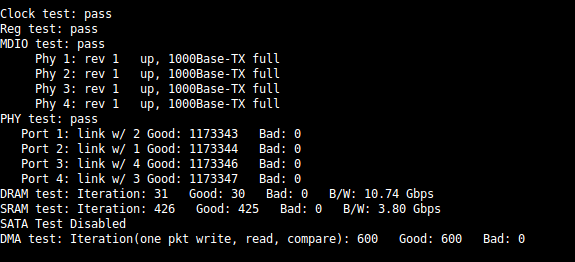 Clock test: pass
Reg test: pass
MDIO test: pass
Phy 1: rev 1 up, 1000Base-TX full
Phy 2: rev 1 up, 1000Base-TX full
Phy 3: rev 1 up, 1000Base-TX full
Phy 4: rev 1 up, 1000Base-TX full
PHY test: pass
Port 1: link w/ 2 Good: 1173343 Bad: 0
Port 2: link w/ 1 Good: 1173344 Bad: 0
Port 3: link w/ 4 Good: 1173346 Bad: 0
Port 4: link w/ 3 Good: 1173347 Bad: 0
DRAM test: Iteration: 31 Good: 30 Bad: 0 B/W: 10.74 Gbps
SRAM test: Iteration: 426 Good: 425 Bad: 0 B/W: 3.80 Gbps
SATA Test Disabled
DMA test: Iteration(one pkt write, read, compare): 600 Good: 600 Bad: 0